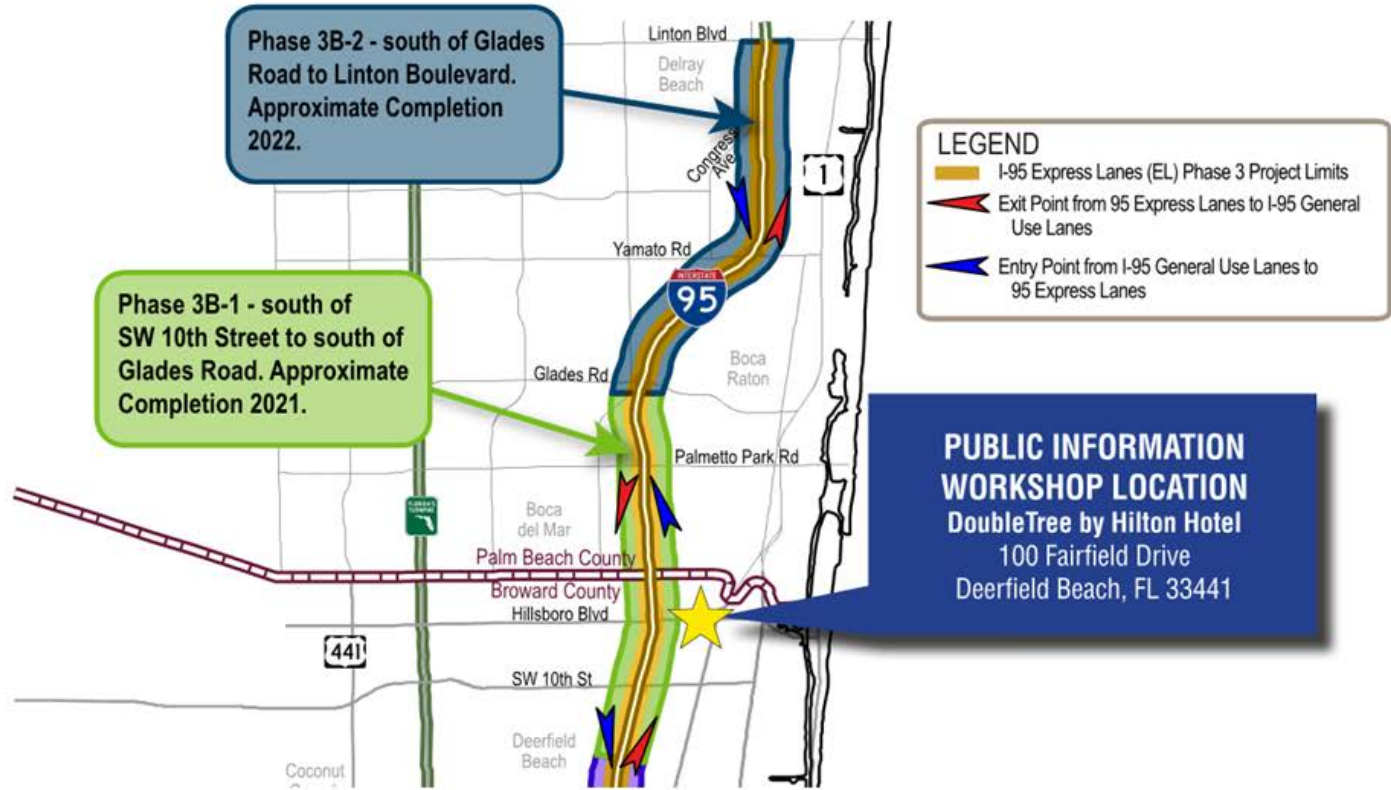 Phase 3B-2 - south of Glades
Road to Linton Boulevard.
Approximate Completion
2022.
Linton Blvd
Delray
Beach
Congress
Ave
1
LEGEND
I-95 Express Lanes (EL) Phase 3 Project Limits
Exit Point from 95 Express Lanes to I-95 General
Use Lanes
Entry Point from I-95 General Use Lanes to
95 Express Lanes
Yamato Rd
INTERSTATE
95
Phase 3B-1 - south of
SW 10th Street to south of
Glades Road. Approximate
Completion 2021.
Glades Rd
Boca
Raton
Palmetto Park Rd
PUBLIC INFORMATION
WORKSHOP LOCATION
DoubleTree by Hilton Hotel
100 Fairfield Drive
Deerfield Beach, FL 33441
FLORIDA'S
TURNPIKE
Boca
del Mar
Palm Beach County
Broward County
Hillsboro Blvd
441
SW 10th St
Deerfield
Beach
Coconut